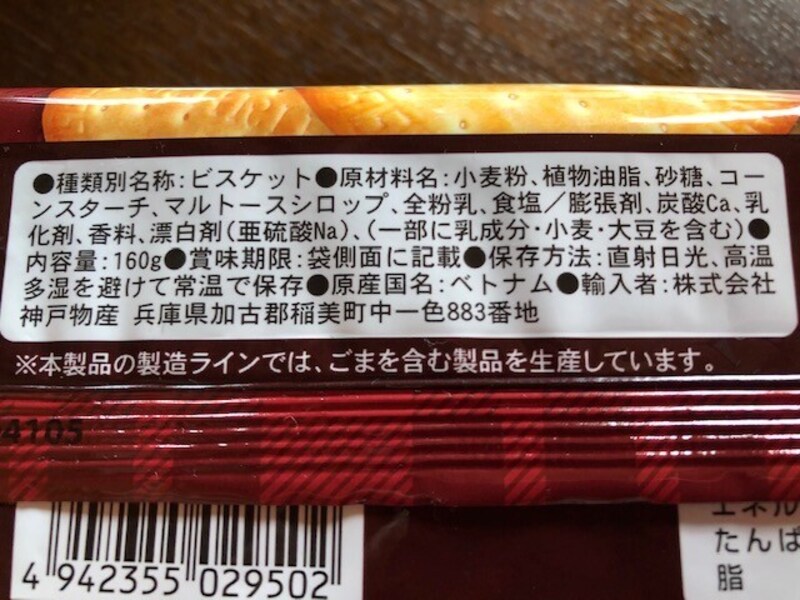 ●種類別名称:ビスケット●原材料名:小麦粉、植物油脂、砂糖、コー
ンスターチ、マルトースシロップ、全粉乳、食塩／膨張剤、炭酸Ca、乳
化剤、香料、漂白剤(亜硫酸Na)、(一部に乳成分・小麦・大豆を含む)●
内容量:160g●賞味期限:袋側面に記載●保存方法:直射日光、高温
多湿を避けて常温で保存●原産国名:ベトナム●輸入者:株式会社
神戸物産 兵庫県加古郡稲美町中一色883番地
※本製品の製造ラインでは、ごまを含む製品を生産しています。
4105
4 942355 029502
エネル
たんぱ
脂